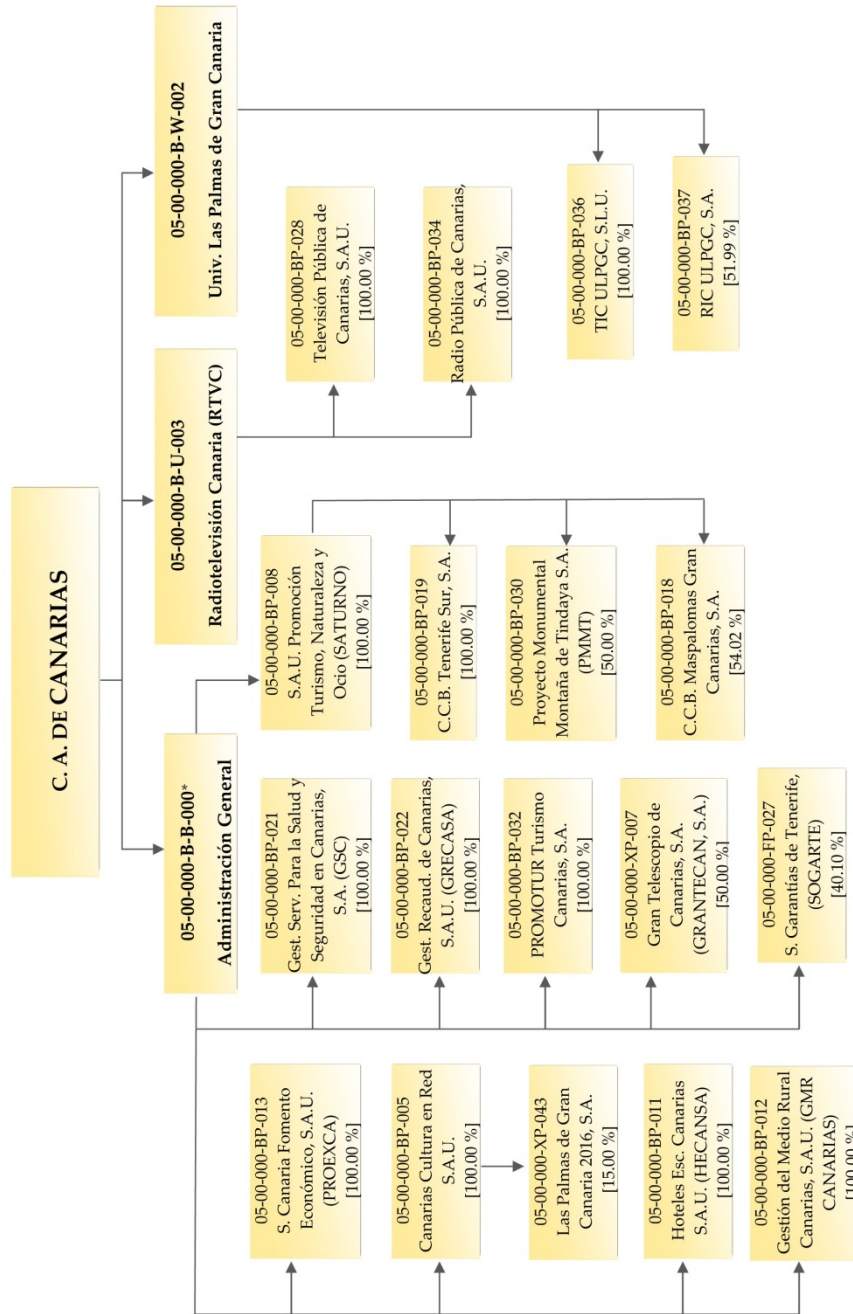 C. A. DE CANARIAS
05-00-000-B-B-000*
Administración General
05-00-000-B-U-003
Radiotelevisión Canaria (RTVC)
05-00-000-B-W-002
Univ. Las Palmas de Gran Canaria
05-00-000-BP-013
S. Canaria Fomento
Económico, S.A.U.
(PROEXCA)
[100.00 %]
05-00-000-BP-005
Canarias Cultura en Red
S.A.U.
[100.00 %]
05-00-000-XP-043
Las Palmas de Gran
Canaria 2016, S.A.
[15.00 %]
05-00-000-BP-011
Hoteles Esc. Canarias
S.A.U. (HECANSA)
[100.00 %]
05-00-000-BP-012
Gestión del Medio Rural
Canarias, S.A.U. (GMR
CANARIAS)
[100.00 %]
05-00-000-BP-021
Gest. Serv. Para la Salud y
Seguridad en Canarias,
S.A. (GSC)
[100.00 %]
05-00-000-BP-022
Gest. Recaud. de Canarias,
S.A.U. (GRECASA)
[100.00 %]
05-00-000-BP-032
PROMOTUR Turismo
Canarias, S.A.
[100.00 %]
05-00-000-XP-007
Gran Telescopio de
Canarias, S.A.
(GRANTECAN, S.A.)
[50.00 %]
05-00-000-FP-027
S. Garantías de Tenerife,
(SOGARTE)
[40.10 %]
05-00-000-BP-008
S.A.U. Promoción
Turismo, Naturaleza y
Ocio (SATURNO)
[100.00 %]
05-00-000-BP-019
C.C.B. Tenerife Sur, S.A.
[100.00 %]
05-00-000-BP-030
Proyecto Monumental
Montaña de Tindaya S.A.
(PMMT)
[50.00 %]
05-00-000-BP-018
C.C.B. Maspalomas Gran
Canarias, S.A.
[54.02 %]
05-00-000-BP-028
Televisión Pública de
Canarias, S.A.U.
[100.00 %]
05-00-000-BP-034
Radio Pública de Canarias,
S.A.U.
[100.00 %]
05-00-000-BP-036
TIC ULPGC, S.L.U.
[100.00 %]
05-00-000-BP-037
RIC ULPGC, S.A.
[51.99 %]